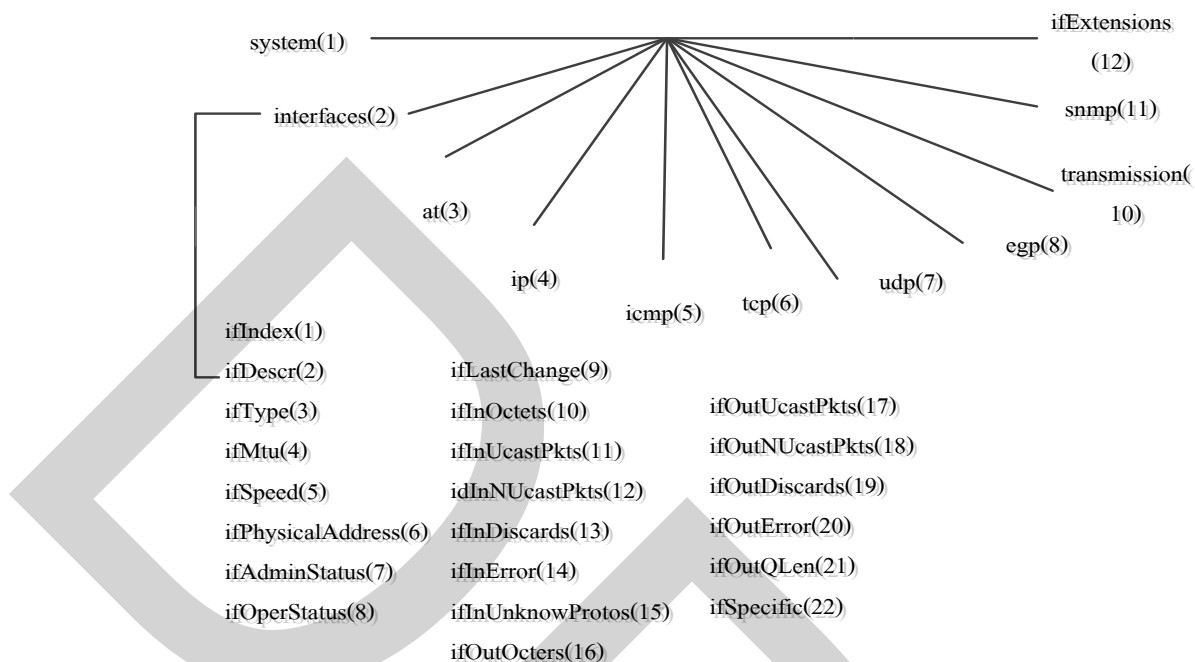 system(1)
ifExtensions
(12)
interfaces(2)
snmp(11)
transmission(
10)
at(3)
egp(8)
ip(4)
udp(7)
icmp(5)
tcp(6)
ifIndex(1)
ifDescr(2)
ifType(3)
ifMtu(4)
ifSpeed(5)
ifPhysicalAddress(6)
ifAdminStatus(7)
ifOperStatus(8)
ifLastChange(9)
ifInOctets(10)
ifInUcastPkts(11)
idInNUcastPkts(12)
ifInDiscards(13)
ifInError(14)
ifInUnknowProtos(15)
ifOutOcters(16)
ifOutUcastPkts(17)
ifOutNUcastPkts(18)
ifOutDiscards(19)
ifOutError(20)
ifOutQLen(21)
ifSpecific(22)